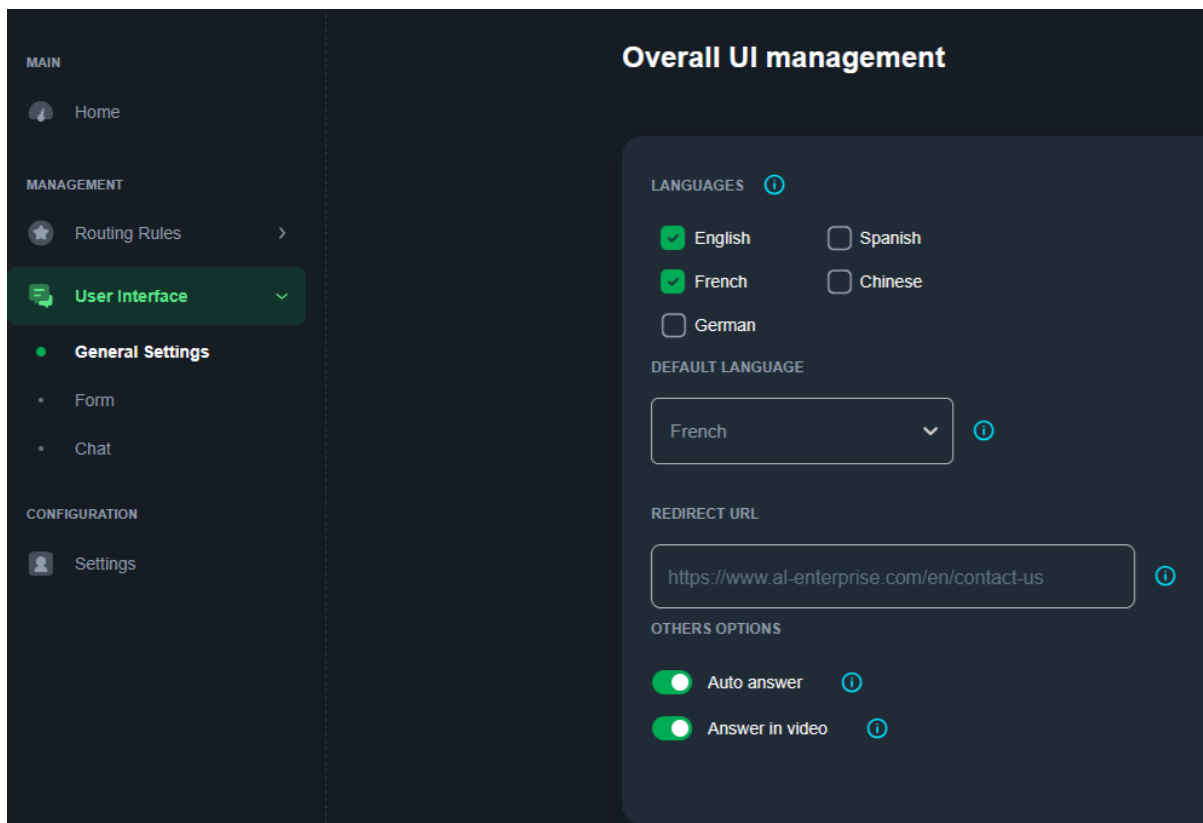 MAIN
Home
MANAGEMENT
Routing Rules
User Interface
General Settings
Form
Chat
CONFIGURATION
Settings
Overall UI management
LANGUAGES
English
Spanish
French
Chinese
German
DEFAULT LANGUAGE
French
REDIRECT URL
https://www.al-enterprise.com/en/contact-us
OTHERS OPTIONS
Auto answer
Answer in video